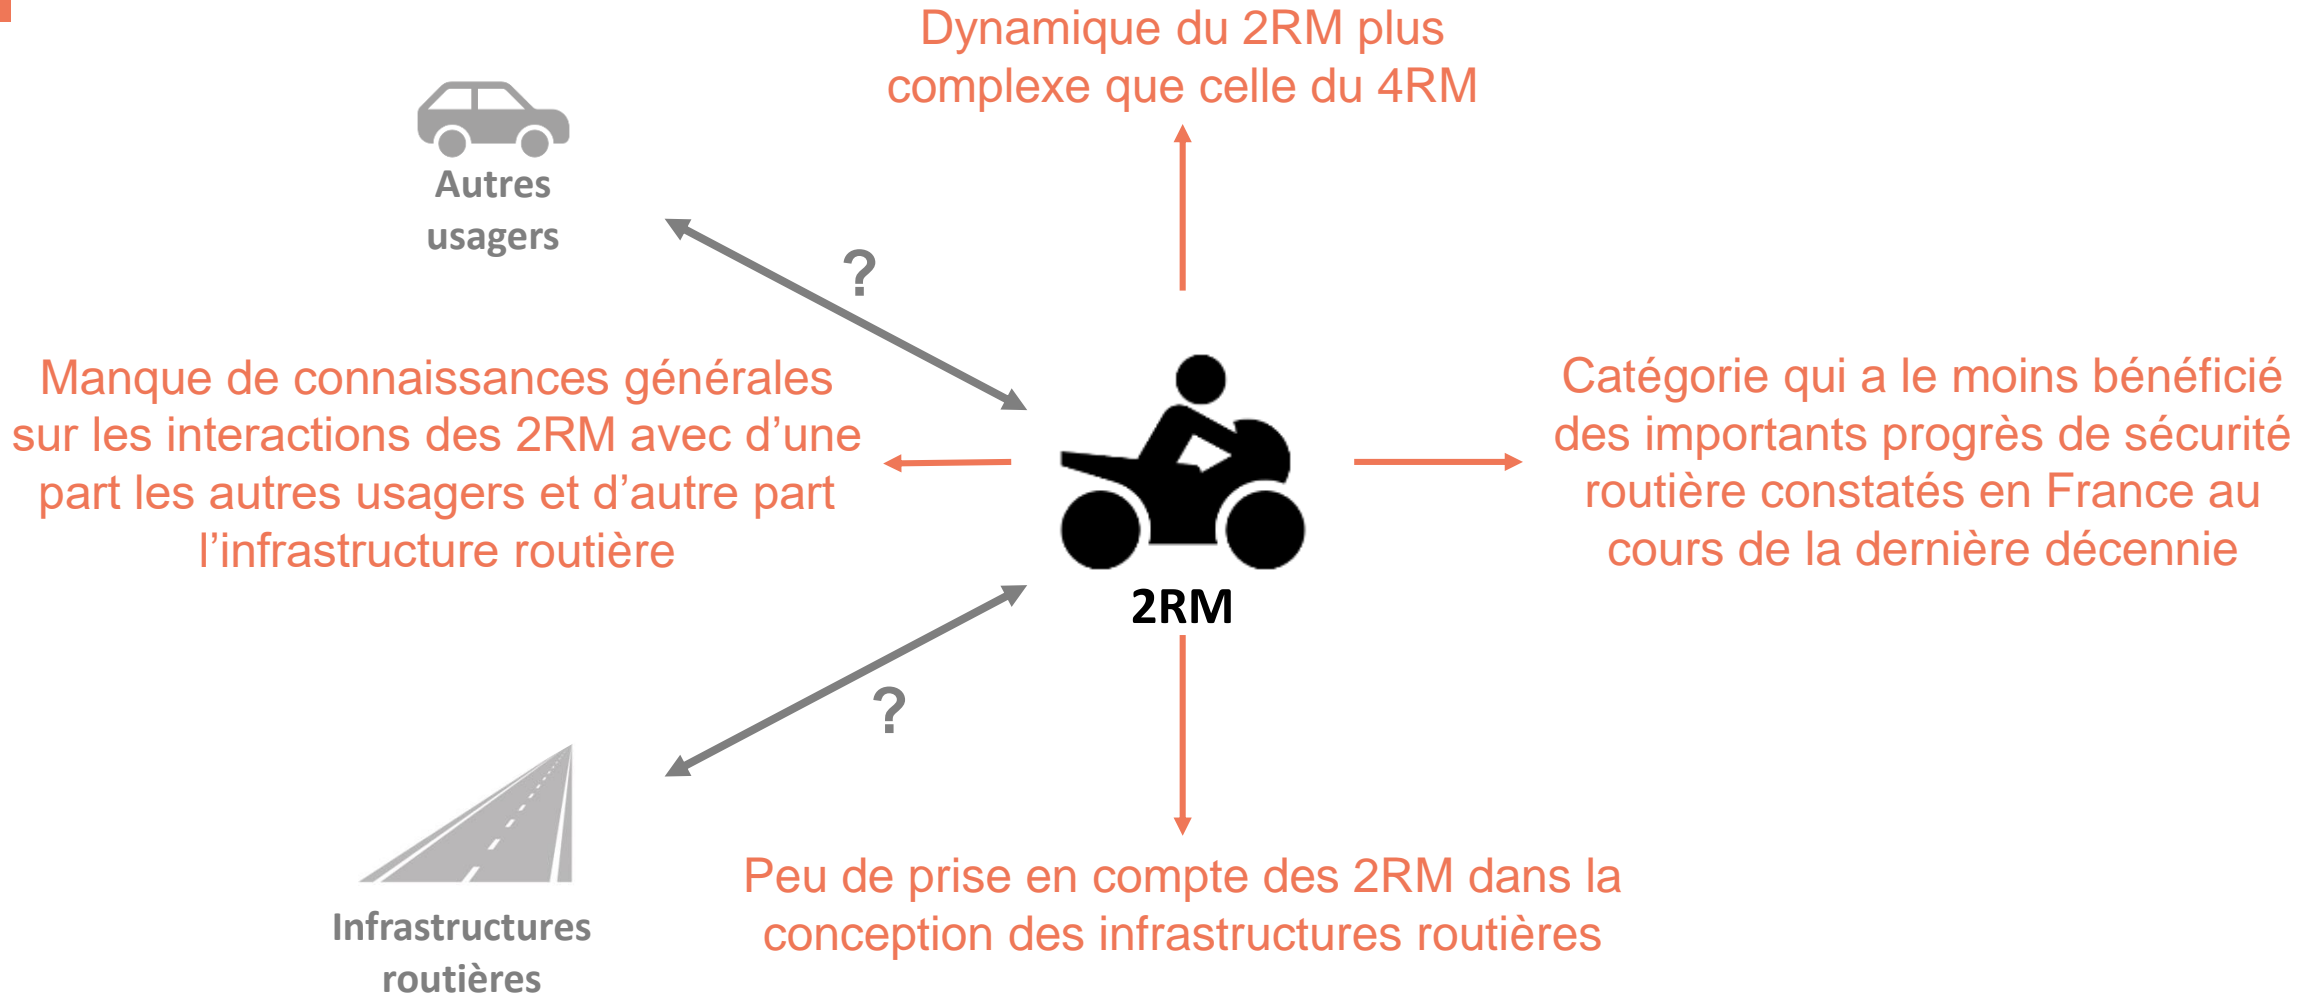 Dynamique du 2RM plus
complexe que celle du 4RM
Autres
usagers
?
Manque de connaissances générales
sur les interactions des 2RM avec d’une
part les autres usagers et d’autre part
l’infrastructure routière
Catégorie qui a le moins bénéficié
des importants progrès de sécurité
routière constatés en France au
cours de la dernière décennie
2RM
?
Infrastructures
routières
Peu de prise en compte des 2RM dans la
conception des infrastructures routières